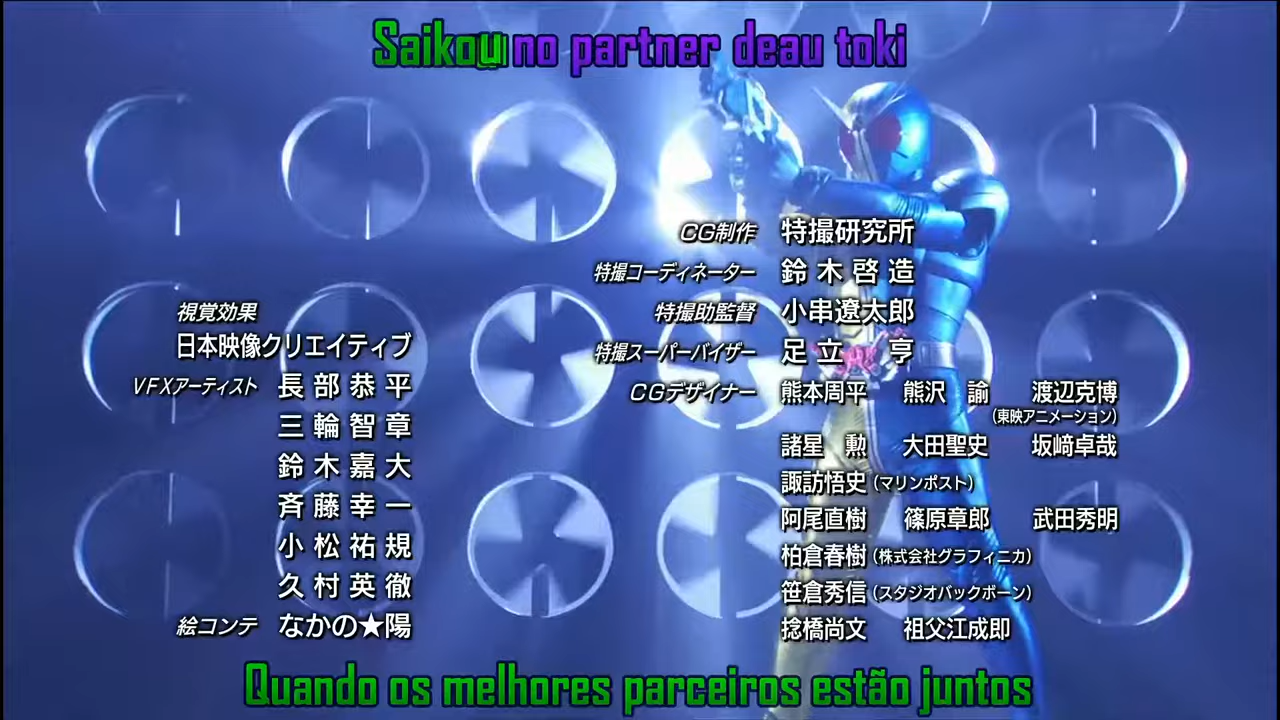 Saikou no partner deau toki
視覚効果
日本映像クリエイティブ
VFXアーティスト 長部恭平
三輪智章
鈴木嘉大
斉藤幸一
小松祐規
久村英徹
絵コンテ なかの★陽
CG制作 特撮研究所
特撮コーディネーター 鈴木啓造
特撮助監督 小串遼太郎
特撮スーパーバイザー 足立 亨
CGデザイナー 熊本周平 熊沢 諭 渡辺克博
(東映アニメーション)
諸星 勲 大田聖史 坂﨑卓哉
諏訪悟史(マリンポスト)
阿尾直樹 篠原章郎 武田秀明
柏倉春樹(株式会社グラフィニカ)
笹倉秀信(スタジオバックボーン)
捻橋尚文 祖父江成即
Quando os melhores parceiros estão juntos